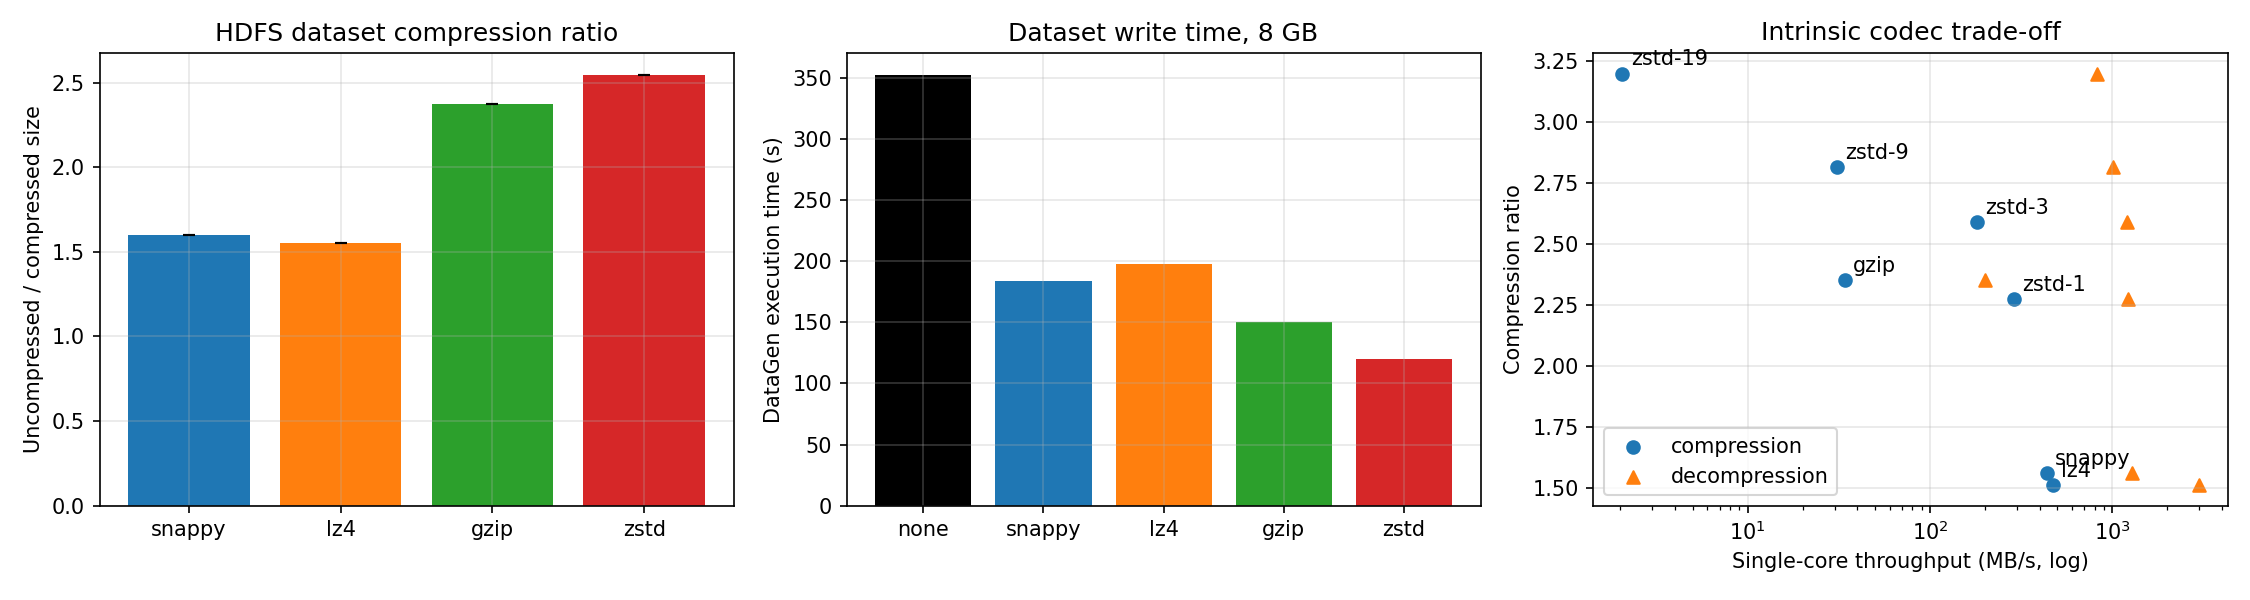 HDFS dataset compression ratio
Uncompressed / compressed size
2.5
2.0
1.5
1.0
0.5
0.0
snappy
lz4
gzip
zstd
Dataset write time, 8 GB
DataGen execution time (s)
350
300
250
200
150
100
50
0
none
snappy
lz4
gzip
zstd
Intrinsic codec trade-off
Compression ratio
3.25
3.00
2.75
2.50
2.25
2.00
1.75
1.50
zstd-19
zstd-9
zstd-3
gzip
zstd-1
snappy
lz4
compression
decompression
10¹
10²
10³
Single-core throughput (MB/s, log)